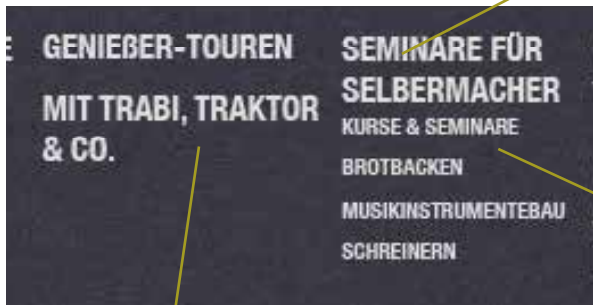 GENIEßER-TOUREN
MIT TRABI, TRAKTOR
& CO.
SEMINARE FÜR
SELBERMACHER
KURSE & SEMINARE
BROTBACKEN
MUSIKINSTRUMENTEBAU
SCHREINERN